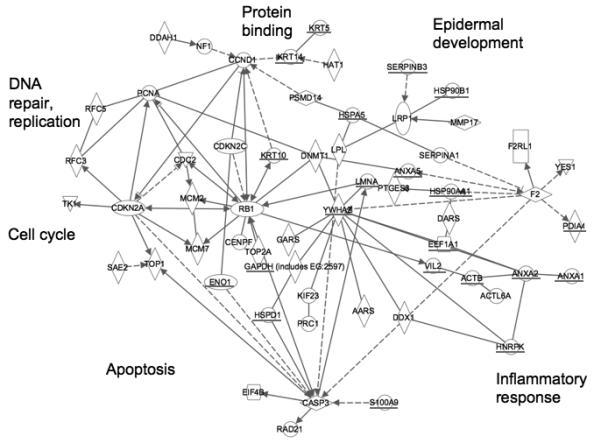 Protein
binding
Epidermal
development
DNA
repair,
replication
Cell cycle
Apoptosis
Inflammatory
response
DDAH1
NF1
KRT5
CCND1
KRT14
HAT1
SERPINB3
HSP90B1
PCNA
PSMD14
RFC5
HSPA5
LRP1
MMP17
CDKN2C
F2RL1
RFC3
CDC2
KRT10
DNMT1
LPL
SERPINA1
YES1
ANXA5
LMNA
PTGES3
HSP90AA1
F2
MCM2
TK1
CDKN2A
RB1
YWHAZ
DARS
PDIA4
CENPF
GARS
EEF1A1
MCM7
TOP2A
SAE2
TOP1
GAPDH (includes EG:2597)
VIL2
ACTB
ANXA2
ANXA1
ENO1
KIF23
ACTL6A
HSPD1
PRC1
AARS
DDX1
HNRPK
EIF4B
CASP3
S100A9
RAD21